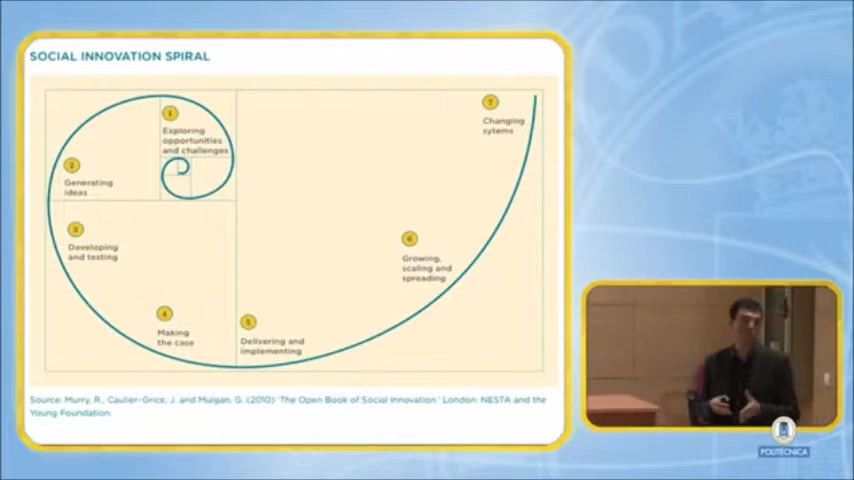 SOCIAL INNOVATION SPIRAL
1
Exploring
opportunities
and challenges
2
Generating
ideas
3
Developing
and testing
4
Making
the case
5
Delivering and
implementing
6
Growing,
scaling and
spreading
7
Changing
sytems
Source: Murry, R., Caulier-Grice, J. and Mulgan, G. (2010) 'The Open Book of Social Innovation.' London: NESTA and the
Young Foundation.
POLITÉCNICA